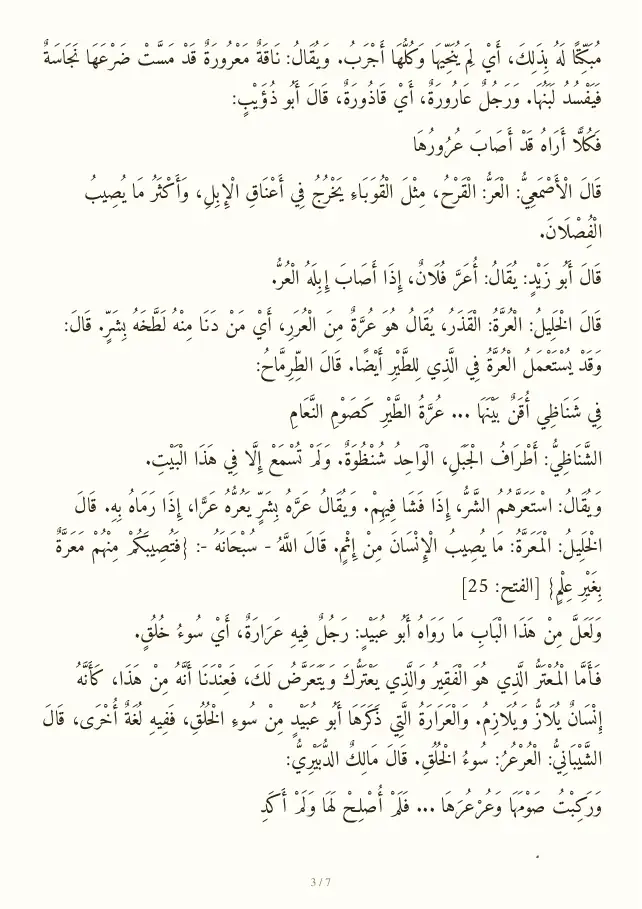 مُبَكِّتًا لَهُ بِذَلِكَ، أَيْ لِمَ يُنَحِّيهَا وَكُلُّهَا أَجْرَبُ. وَيُقَالُ: نَاقَةٌ مَعْرُورَةٌ قَدْ مَسَّتْ ضَرْعَهَا نَجَاسَةٌ
فَيَفْسُدُ لَبَنُهَا. وَرَجُلٌ عَارُورَةٌ، أَيْ قَاذُورَةٌ، قَالَ أَبُو ذُؤَيْبٍ:
فَكُلًّا أَرَاهُ قَدْ أَصَابَ عُرُورُهَا
قَالَ الْأَصْمَعِيُّ: الْعَرُّ: الْقَرْحُ، مِثْلَ الْقُوَبَاءِ يَخْرُجُ فِي أَعْنَاقِ الْإِبِلِ، وَأَكْثَرُ مَا يُصِيبُ
الْفُصْلَانَ.
قَالَ أَبُو زَيْدٍ: يُقَالُ: أُعَرَّ فُلَانٌ، إِذَا أَصَابَ إِبِلَهُ الْعُرُّ.
قَالَ الْخَلِيلُ: الْعُرَّةُ: الْقَذَرُ، يُقَالُ هُوَ عُرَّةٌ مِنَ الْعُرَرِ، أَيْ مَنْ دَنَا مِنْهُ لَطَّخَهُ بِشَرٍّ. قَالَ:
وَقَدْ يُسْتَعْمَلُ الْعُرَّةُ فِي الَّذِي لِلطَّيْرِ أَيْضًا. قَالَ الطِّرِمَّاحُ:
فِي شَنَاظِي أُقَنٌ بَيْنَهَا ... عُرَّةُ الطَّيْرِ كَصَوْمِ النَّعَامِ
الشَّنَاظِيُّ: أَطْرَافُ الْجَبَلِ، الْوَاحِدُ شُنْظُوَةٌ. وَلَمْ تُسْمَعْ إِلَّا فِي هَذَا الْبَيْتِ.
وَيُقَالُ: اسْتَعَرَّهُمُ الشَّرُّ، إِذَا فَشَا فِيهِمْ. وَيُقَالُ عَرَّهُ بِشَرٍّ يَعُرُّهُ عَرًّا، إِذَا رَمَاهُ بِهِ. قَالَ
الْخَلِيلُ: الْمَعَرَّةُ: مَا يُصِيبُ الْإِنْسَانَ مِنْ إِثْمٍ. قَالَ اللَّهُ - سُبْحَانَهُ -: {فَتُصِيبَكُمْ مِنْهُمْ مَعَرَّةٌ
بِغَيْرِ عِلْمٍ} [الفتح: 25]
وَلَعَلَّ مِنْ هَذَا الْبَابِ مَا رَوَاهُ أَبُو عُبَيْدٍ: رَجُلٌ فِيهِ عَرَارَةٌ، أَيْ سُوءُ خُلُقٍ.
فَأَمَّا الْمُعْتَرُّ الَّذِي هُوَ الْفَقِيرُ وَالَّذِي يَعْتَرُّكَ وَيَتَعَرَّضُ لَكَ، فَعِنْدَنَا أَنَّهُ مِنْ هَذَا، كَأَنَّهُ
إِنْسَانٌ يُلَازُّ وَيُلَازِمُ. وَالْعَرَارَةُ الَّتِي ذَكَرَهَا أَبُو عُبَيْدٍ مِنْ سُوءِ الْخُلُقِ، فَفِيهِ لُغَةٌ أُخْرَى، قَالَ
الشَّيْبَانِيُّ: الْعُرْعُرُ: سُوءُ الْخُلُقِ. قَالَ مَالِكٌ الدُّبَيْرِيُّ:
وَرَكِبْتُ صَوْمَهَا وَعُرْعُرَهَا ... فَلَمْ أُصْلِحْ لَهَا وَلَمْ أَكَدِ
.
3 / 7